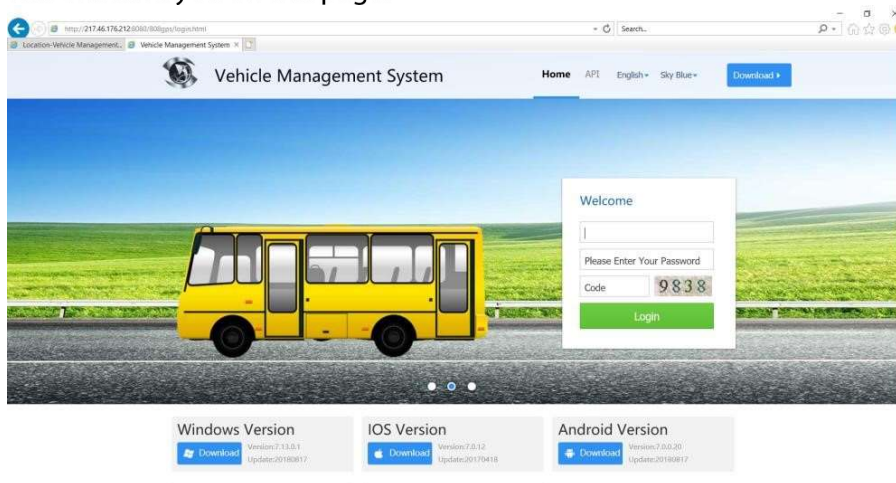 http://217.46.176.212:8080/808gps/login.html
Search...
Location-Vehicle Management...
Vehicle Management System
Vehicle Management System
Home API English Sky Blue Download
Welcome
Please Enter Your Password
Code 9838
Login
Windows Version IOS Version Android Version
Download Version:7.13.0.1 Download Version:7.0.12 Download Version:7.0.0.20
Update:20180817 Update:20170418 Update:20180817